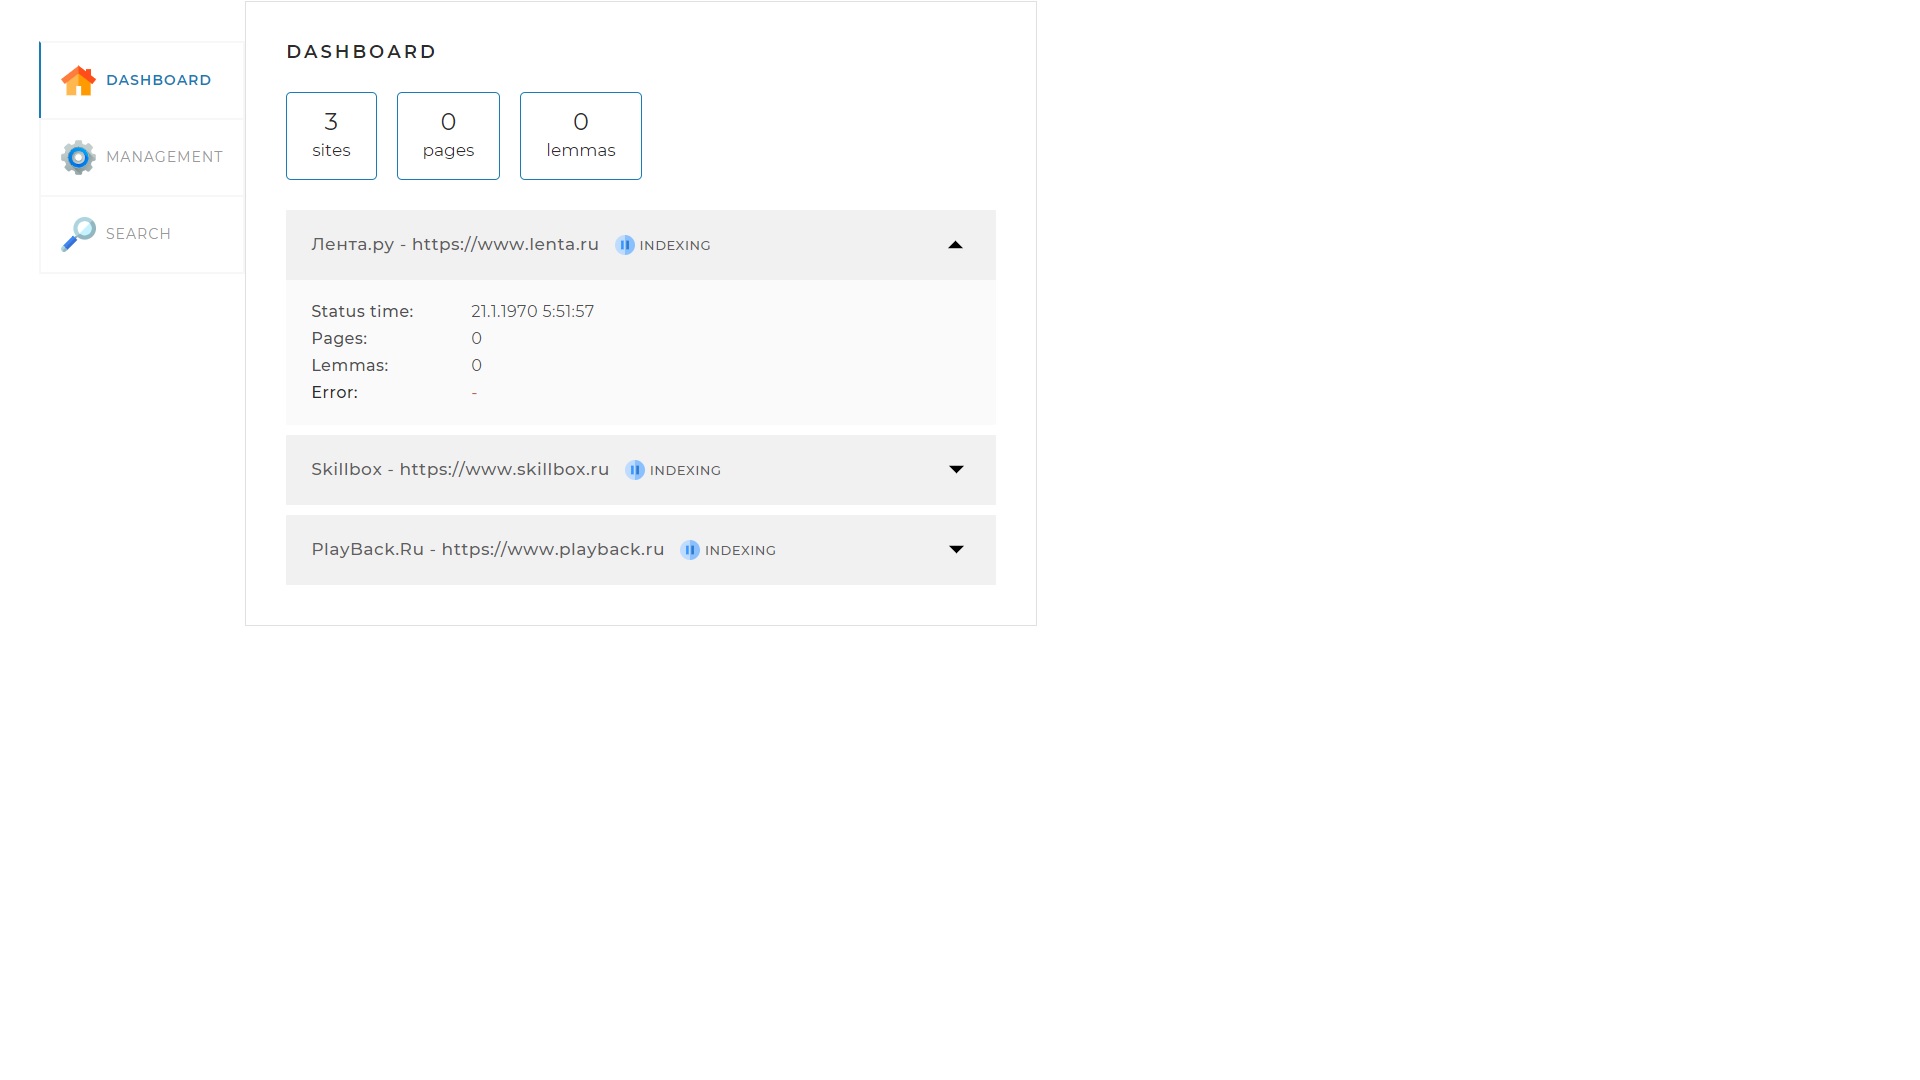 DASHBOARD
MANAGEMENT
SEARCH
DASHBOARD
3
sites
0
pages
0
lemmas
Лента.ру - https://www.lenta.ru INDEXING
Status time: 21.1.1970 5:51:57
Pages: 0
Lemmas: 0
Error: -
Skillbox - https://www.skillbox.ru INDEXING
PlayBack.Ru - https://www.playback.ru INDEXING